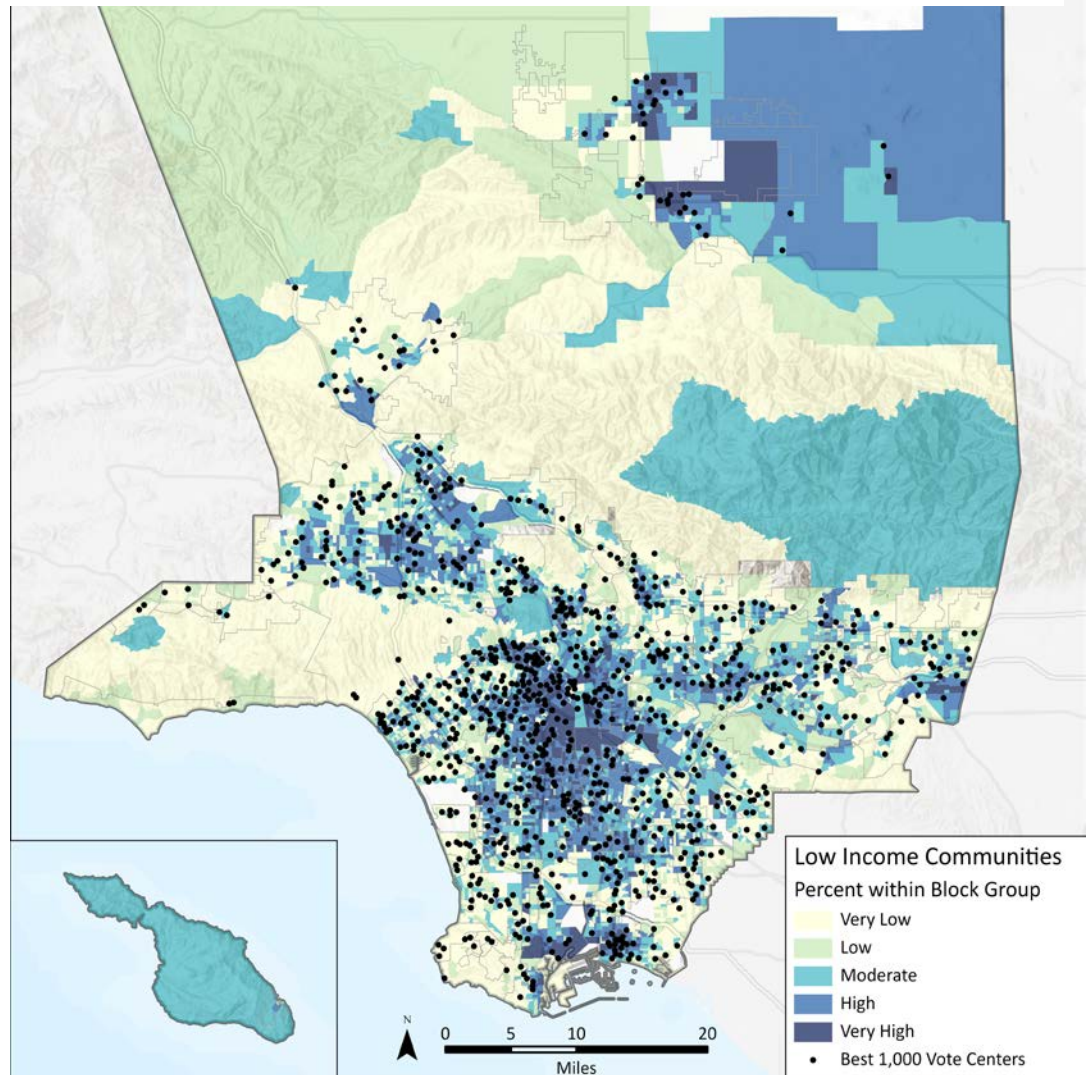 Low Income Communities
Percent within Block Group
Very Low
Low
Moderate
High
Very High
Best 1,000 Vote Centers
N
0 5 10 20
Miles